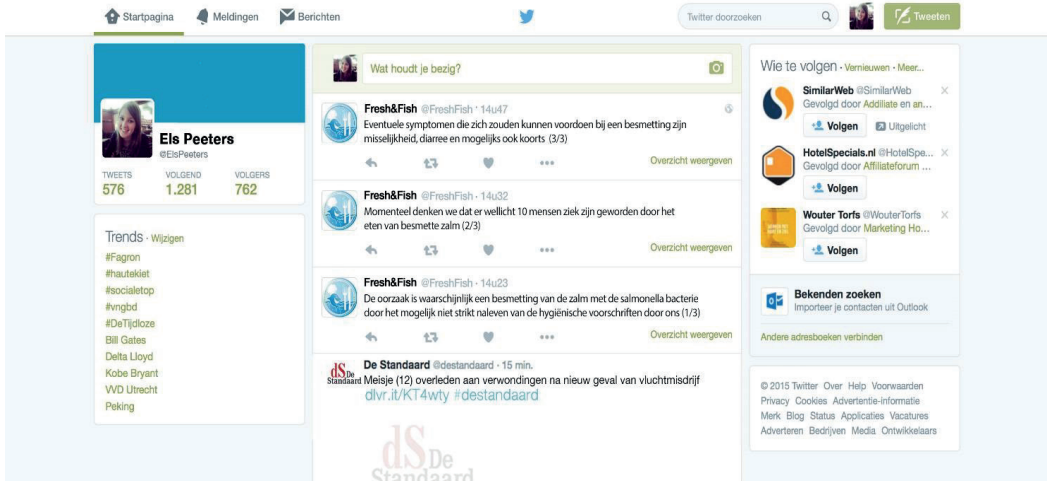 Startpagina Meldingen Berichten Twitter doorzoeken Tweeten
Els Peeters
@ElsPeeters
TWEETS VOLGEND VOLGERS
576 1.281 762
Trends · Wijzigen
#Fagron
#hautekiet
#socialetop
#vngbd
#DeTijdloze
Bill Gates
Delta Lloyd
Kobe Bryant
VVD Utrecht
Peking
Wat houdt je bezig?
Fresh&Fish @FreshFish · 14u47
Eventuele symptomen die zich zouden kunnen voordoen bij een besmetting zijn
misselijkheid, diarree en mogelijks ook koorts (3/3)
Overzicht weergeven
Fresh&Fish @FreshFish · 14u32
Momenteel denken we dat er wellicht 10 mensen ziek zijn geworden door het
eten van besmette zalm (2/3)
Overzicht weergeven
Fresh&Fish @FreshFish · 14u23
De oorzaak is waarschijnlijk een besmetting van de zalm met de salmonella bacterie
door het mogelijk niet strikt naleven van de hygiënische voorschriften door ons (1/3)
Overzicht weergeven
dS De Standaard
De Standaard @destandaard · 15 min.
Meisje (12) overleden aan verwondingen na nieuw geval van vluchtmisdrijf
dlvr.it/KT4wty #destandaard
dS De
Standaard
Wie te volgen · Vernieuwen · Meer...
SimilarWeb @SimilarWeb
Gevolgd door Addiliate en an...
Volgen Uitgelicht
HotelSpecials.nl @HotelSpe...
Gevolgd door Affiliateforum ...
Volgen
Wouter Torfs @WouterTorfs
Gevolgd door Marketing Ho...
Volgen
Bekenden zoeken
Importeer je contacten uit Outlook
Andere adresboeken verbinden
© 2015 Twitter Over Help Voorwaarden
Privacy Cookies Advertentie-informatie
Merk Blog Status Applicaties Vacatures
Adverteren Bedrijven Media Ontwikkelaars